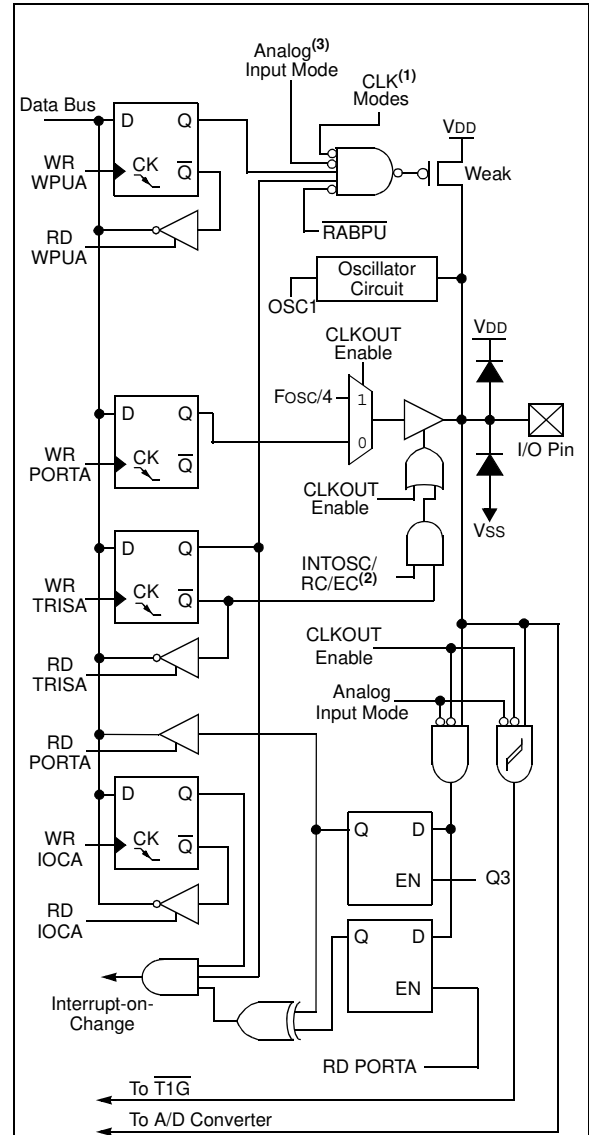 Analog(3)
Input Mode
CLK(1)
Modes
Data Bus
VDD
D Q
WR
WPUA
CK Q
Weak
RD
WPUA
RABPU
Oscillator
Circuit
OSC1
CLKOUT
Enable
VDD
FOSC/4
1
D Q
0
WR
PORTA
CK Q
I/O Pin
CLKOUT
Enable
VSS
D Q
INTOSC/
RC/EC(2)
WR
TRISA
CK Q
CLKOUT
Enable
RD
TRISA
Analog
Input Mode
RD
PORTA
D Q
Q D
WR
IOCA
CK Q
EN
Q3
RD
IOCA
Q D
EN
Interrupt-on-
Change
RD PORTA
To T1G
To A/D Converter